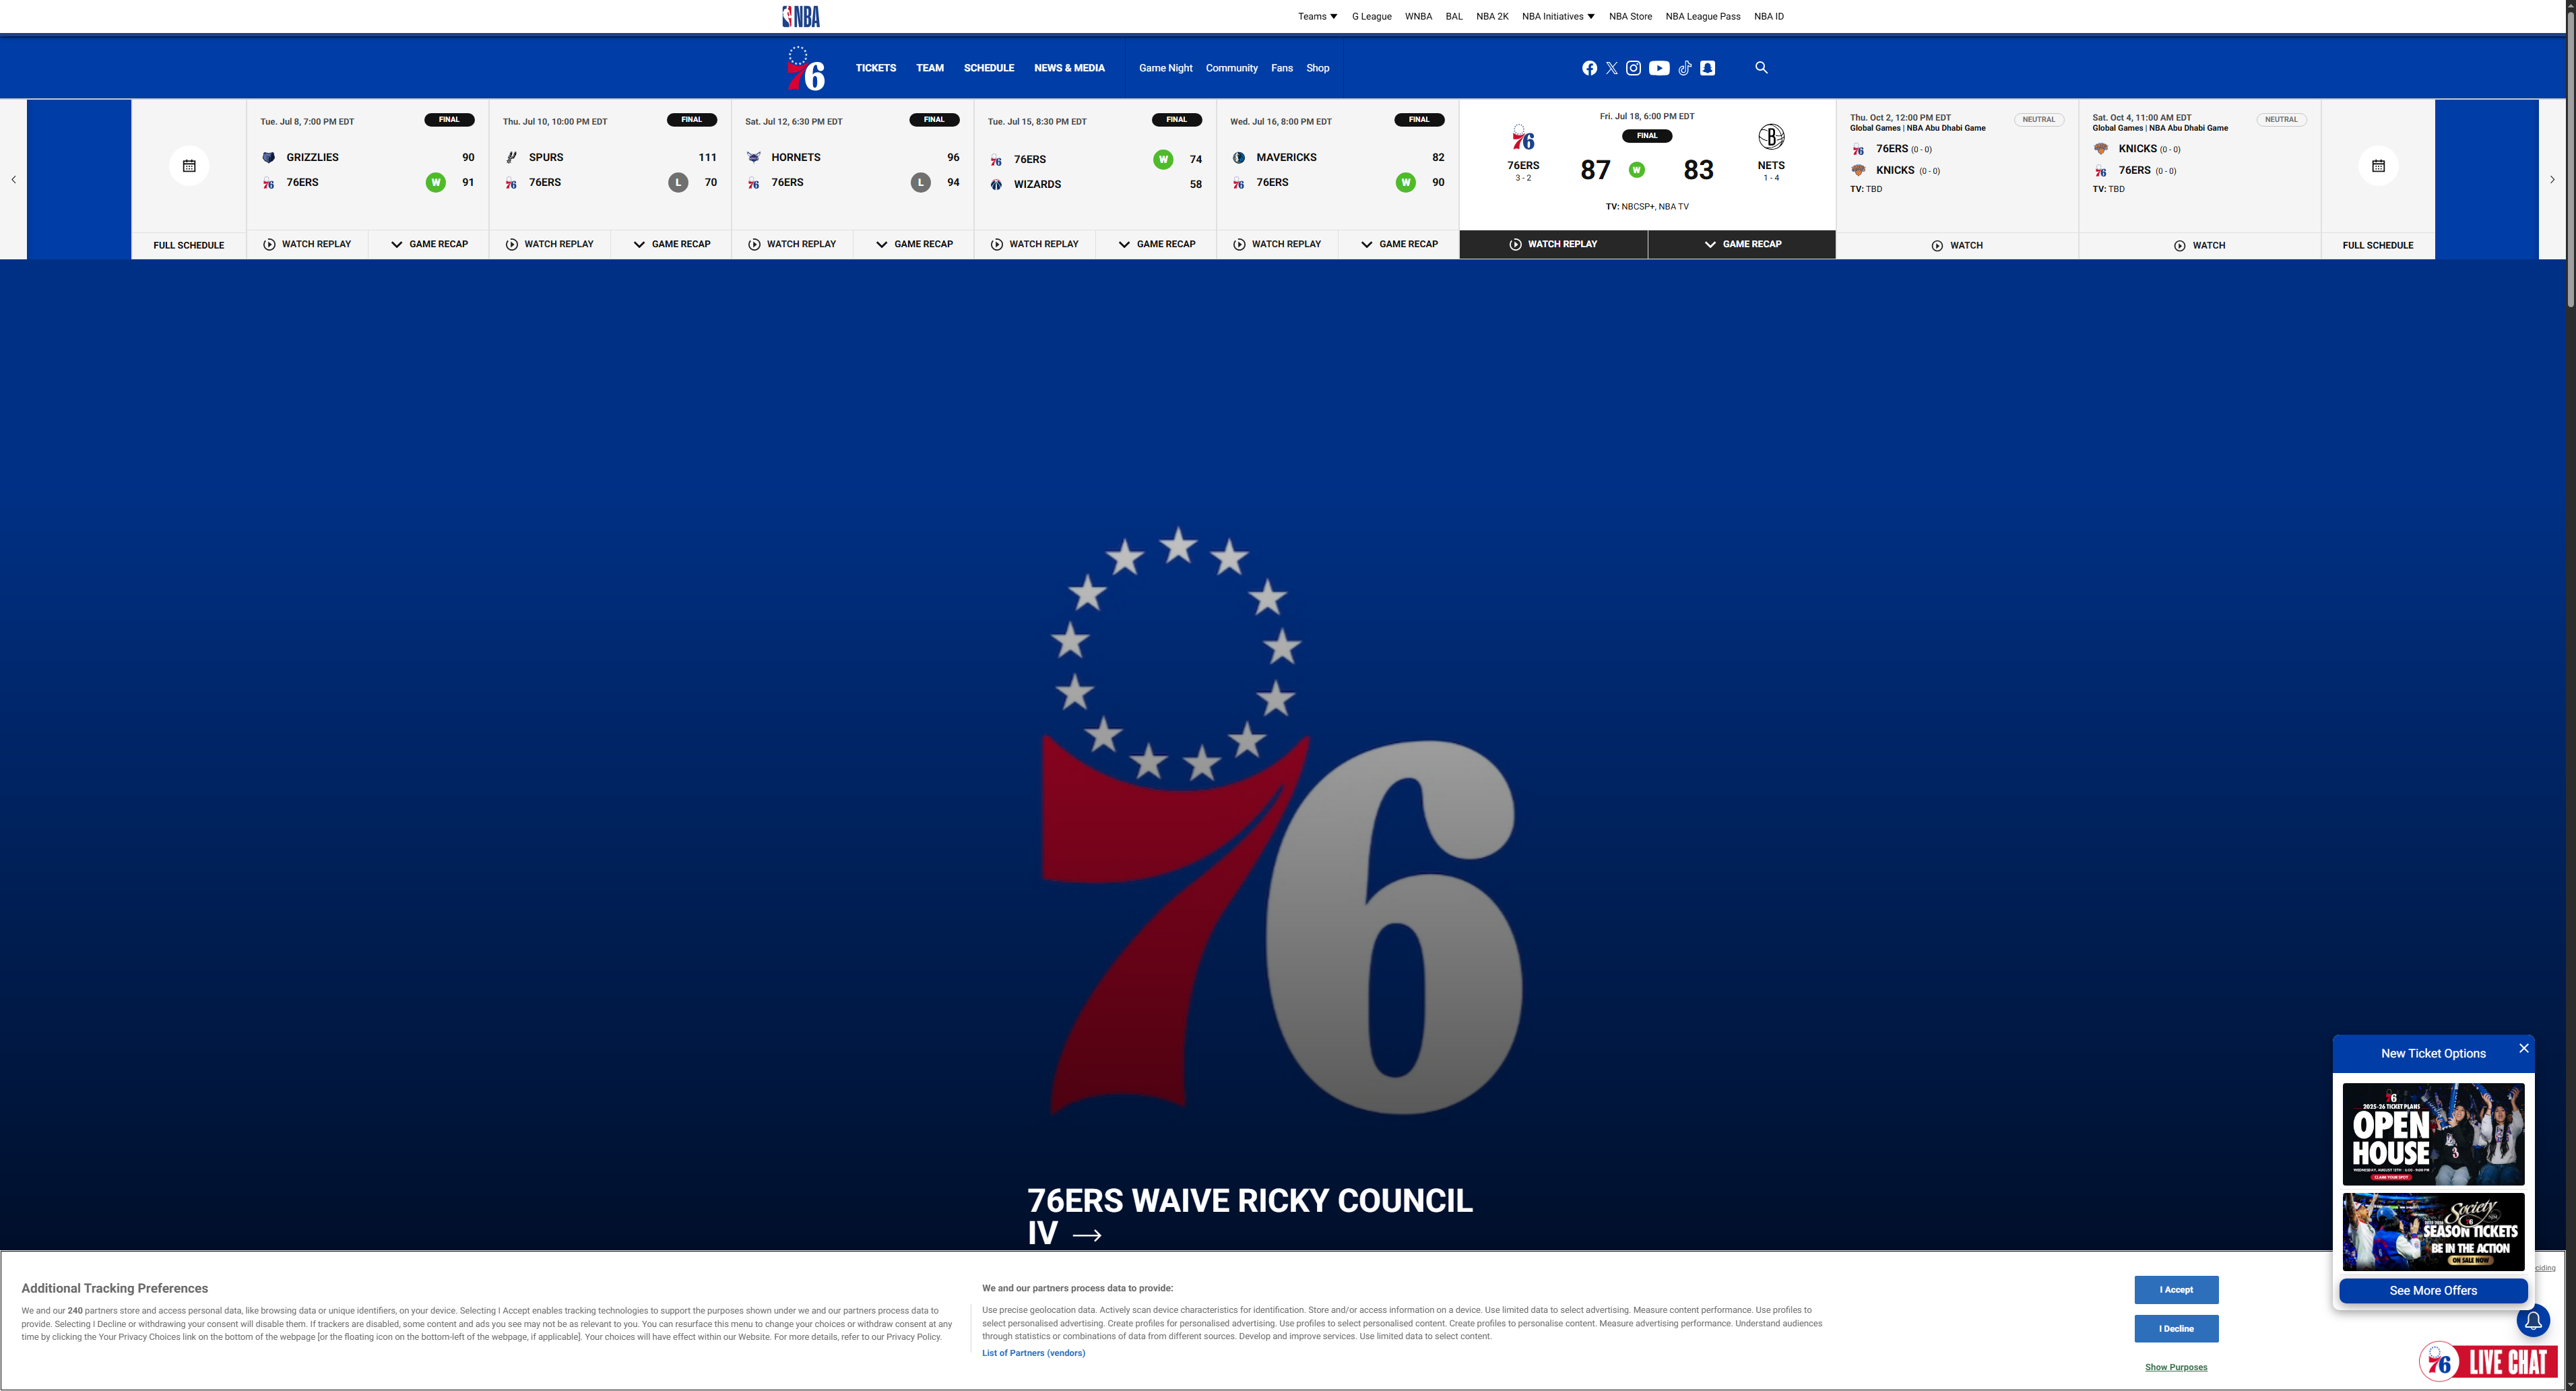 NBA
Teams
G League
WNBA
BAL
NBA 2K
NBA Initiatives
NBA Store
NBA League Pass
NBA ID
76
TICKETS
TEAM
SCHEDULE
NEWS & MEDIA
Game Night
Community
Fans
Shop
FULL SCHEDULE
Tue. Jul 8, 7:00 PM EDT
FINAL
GRIZZLIES 90
76ERS W 91
WATCH REPLAY
GAME RECAP
Thu. Jul 10, 10:00 PM EDT
FINAL
SPURS 111
76ERS L 70
WATCH REPLAY
GAME RECAP
Sat. Jul 12, 6:30 PM EDT
FINAL
HORNETS 96
76ERS L 94
WATCH REPLAY
GAME RECAP
Tue. Jul 15, 8:30 PM EDT
FINAL
76ERS W 74
WIZARDS 58
WATCH REPLAY
GAME RECAP
Wed. Jul 16, 8:00 PM EDT
FINAL
MAVERICKS 82
76ERS W 90
WATCH REPLAY
GAME RECAP
Fri. Jul 18, 6:00 PM EDT
FINAL
76
B
76ERS
3 - 2
87 W 83
NETS
1 - 4
TV: NBCSP+, NBA TV
WATCH REPLAY
GAME RECAP
Thu. Oct 2, 12:00 PM EDT
NEUTRAL
Global Games | NBA Abu Dhabi Game
76ERS (0 - 0)
KNICKS (0 - 0)
TV: TBD
WATCH
Sat. Oct 4, 11:00 AM EDT
NEUTRAL
Global Games | NBA Abu Dhabi Game
KNICKS (0 - 0)
76ERS (0 - 0)
TV: TBD
WATCH
FULL SCHEDULE
76
76ERS WAIVE RICKY COUNCIL
IV
New Ticket Options
76
2025-26 TICKET PLANS
OPEN
HOUSE
CLAIM YOUR SPOT
Society
76
SEASON TICKETS
BE IN THE ACTION
ON SALE NOW
See More Offers
Additional Tracking Preferences
We and our 240 partners store and access personal data, like browsing data or unique identifiers, on your device. Selecting I Accept enables tracking technologies to support the purposes shown under we and our partners process data to
provide. Selecting I Decline or withdrawing your consent will disable them. If trackers are disabled, some content and ads you see may not be as relevant to you. You can resurface this menu to change your choices or withdraw consent at any
time by clicking the Your Privacy Choices link on the bottom of the webpage [or the floating icon on the bottom-left of the webpage, if applicable]. Your choices will have effect within our Website. For more details, refer to our Privacy Policy.
We and our partners process data to provide:
Use precise geolocation data. Actively scan device characteristics for identification. Store and/or access information on a device. Use limited data to select advertising. Measure content performance. Use profiles to
select personalised advertising. Create profiles for personalised advertising. Use profiles to select personalised content. Create profiles to personalise content. Measure advertising performance. Understand audiences
through statistics or combinations of data from different sources. Develop and improve services. Use limited data to select content.
List of Partners (vendors)
I Accept
I Decline
Show Purposes
ciding
76 LIVE CHAT